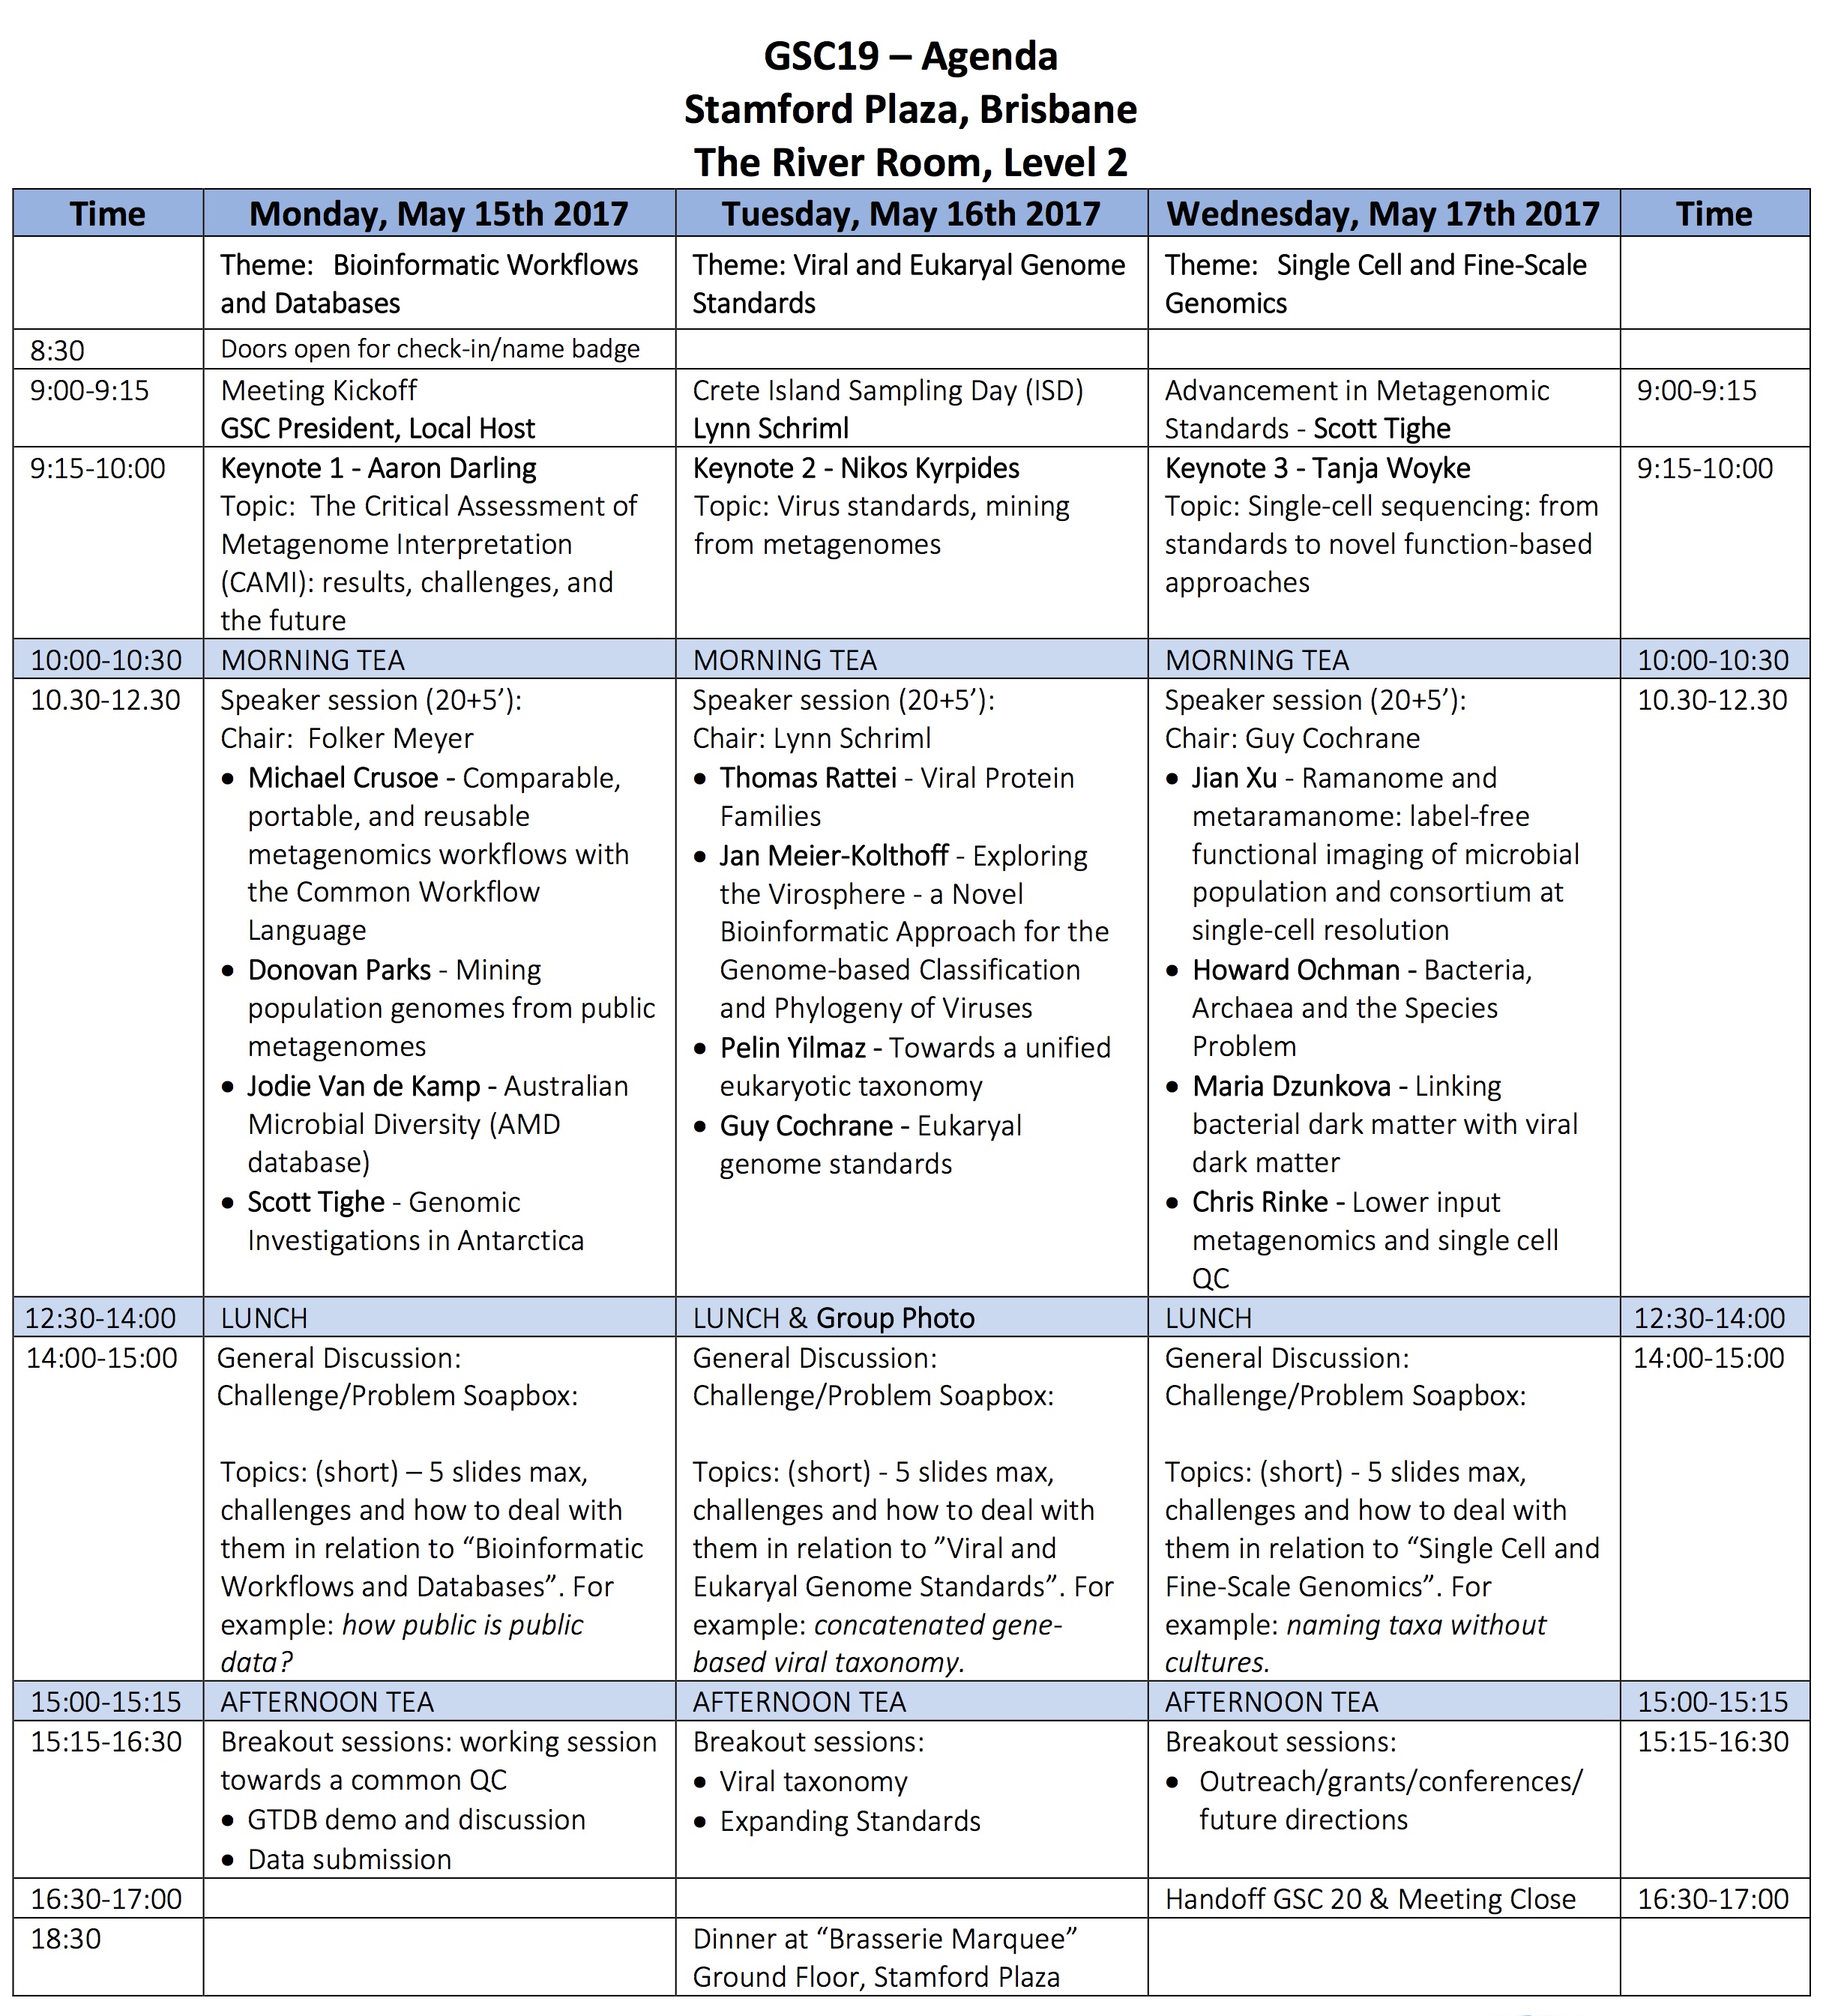 GSC19 – Agenda
Stamford Plaza, Brisbane
The River Room, Level 2
Time
Monday, May 15th 2017
Tuesday, May 16th 2017
Wednesday, May 17th 2017
Time
Theme:   Bioinformatic Workflows
and Databases
Theme: Viral and Eukaryal Genome
Standards
Theme:   Single Cell and Fine-Scale
Genomics
8:30
Doors open for check-in/name badge
9:00-9:15
Meeting Kickoff
GSC President, Local Host
Crete Island Sampling Day (ISD)
Lynn Schriml
Advancement in Metagenomic
Standards - Scott Tighe
9:00-9:15
9:15-10:00
Keynote 1 - Aaron Darling
Topic:  The Critical Assessment of
Metagenome Interpretation
(CAMI): results, challenges, and
the future
Keynote 2 - Nikos Kyrpides
Topic: Virus standards, mining
from metagenomes
Keynote 3 - Tanja Woyke
Topic: Single-cell sequencing: from
standards to novel function-based
approaches
9:15-10:00
10:00-10:30
MORNING TEA
MORNING TEA
MORNING TEA
10:00-10:30
10.30-12.30
Speaker session (20+5’):
Chair:  Folker Meyer
• Michael Crusoe - Comparable,
portable, and reusable
metagenomics workflows with
the Common Workflow
Language
• Donovan Parks - Mining
population genomes from public
metagenomes
• Jodie Van de Kamp - Australian
Microbial Diversity (AMD
database)
• Scott Tighe - Genomic
Investigations in Antarctica
Speaker session (20+5’):
Chair: Lynn Schriml
• Thomas Rattei - Viral Protein
Families
• Jan Meier-Kolthoff - Exploring
the Virosphere - a Novel
Bioinformatic Approach for the
Genome-based Classification
and Phylogeny of Viruses
• Pelin Yilmaz - Towards a unified
eukaryotic taxonomy
• Guy Cochrane - Eukaryal
genome standards
Speaker session (20+5’):
Chair: Guy Cochrane
• Jian Xu - Ramanome and
metaramanome: label-free
functional imaging of microbial
population and consortium at
single-cell resolution
• Howard Ochman - Bacteria,
Archaea and the Species
Problem
• Maria Dzunkova - Linking
bacterial dark matter with viral
dark matter
• Chris Rinke - Lower input
metagenomics and single cell
QC
10.30-12.30
12:30-14:00
LUNCH
LUNCH & Group Photo
LUNCH
12:30-14:00
14:00-15:00
General Discussion:
Challenge/Problem Soapbox:
Topics: (short) – 5 slides max,
challenges and how to deal with
them in relation to “Bioinformatic
Workflows and Databases”. For
example: how public is public
data?
General Discussion:
Challenge/Problem Soapbox:
Topics: (short) - 5 slides max,
challenges and how to deal with
them in relation to ”Viral and
Eukaryal Genome Standards”. For
example: concatenated gene-
based viral taxonomy.
General Discussion:
Challenge/Problem Soapbox:
Topics: (short) - 5 slides max,
challenges and how to deal with
them in relation to “Single Cell and
Fine-Scale Genomics”. For
example: naming taxa without
cultures.
14:00-15:00
15:00-15:15
AFTERNOON TEA
AFTERNOON TEA
AFTERNOON TEA
15:00-15:15
15:15-16:30
Breakout sessions: working session
towards a common QC
• GTDB demo and discussion
• Data submission
Breakout sessions:
• Viral taxonomy
• Expanding Standards
Breakout sessions:
• Outreach/grants/conferences/
future directions
15:15-16:30
16:30-17:00
Handoff GSC 20 & Meeting Close
16:30-17:00
18:30
Dinner at “Brasserie Marquee”
Ground Floor, Stamford Plaza